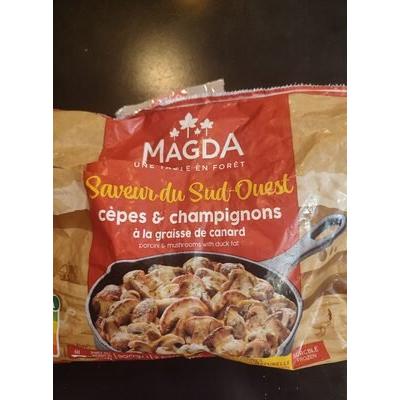 MAGDA
UNE TABLE EN FORÊT
Saveur du Sud-Ouest
cèpes & champignons
à la graisse de canard
porcini & mushrooms with duck fat
FROZEN